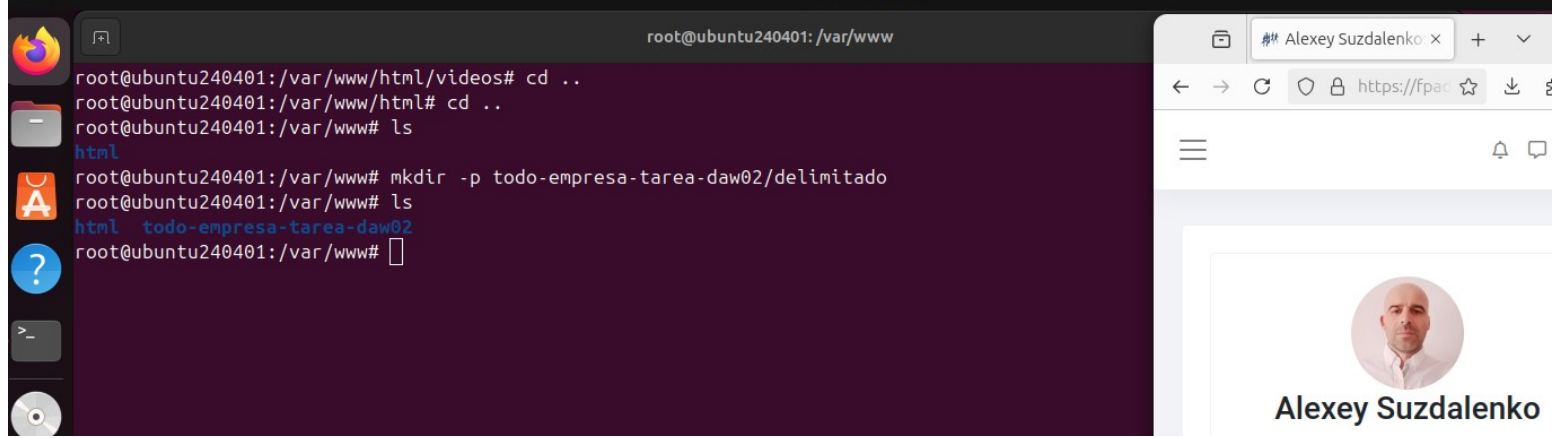 root@ubuntu240401: /var/www
root@ubuntu240401:/var/www/html/videos# cd ..
root@ubuntu240401:/var/www/html# cd ..
root@ubuntu240401:/var/www# ls
html
root@ubuntu240401:/var/www# mkdir -p todo-empresa-tarea-daw02/delimitado
root@ubuntu240401:/var/www# ls
html todo-empresa-tarea-daw02
root@ubuntu240401:/var/www#
Alexey Suzdalenko:
https://fpad
Alexey Suzdalenko